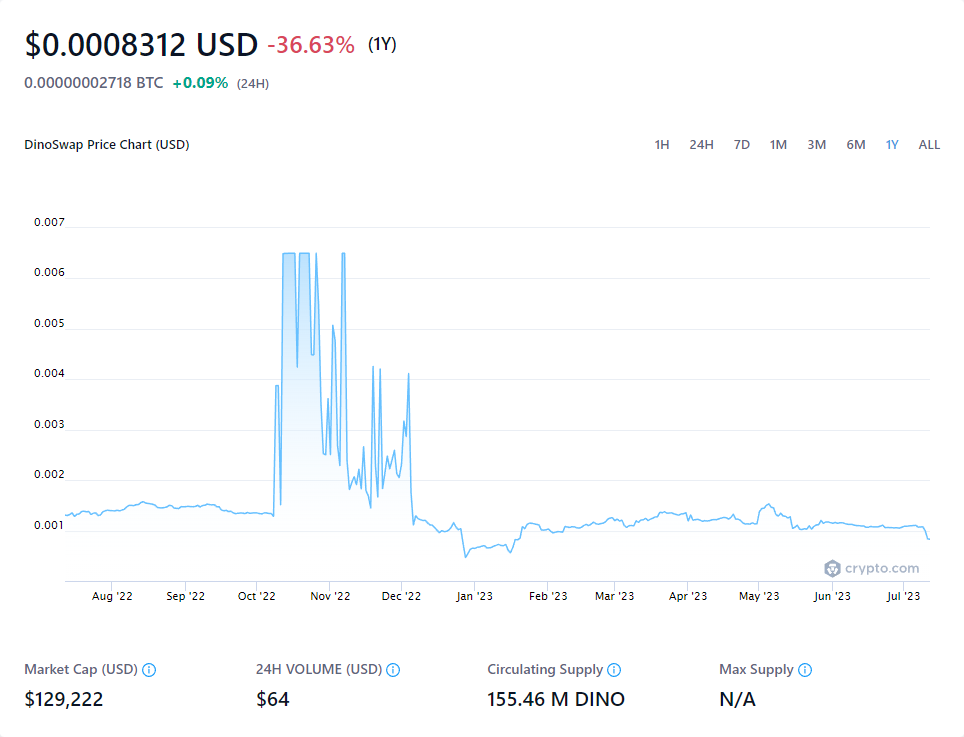 $0.0008312 USD -36.63% (1Y)
0.00000002718 BTC +0.09% (24H)
DinoSwap Price Chart (USD) 1H 24H 7D 1M 3M 6M 1Y ALL
0.007
0.006
0.005
0.004
0.003
0.002
0.001
crypto.com
Aug '22 Sep '22 Oct '22 Nov '22 Dec '22 Jan '23 Feb '23 Mar '23 Apr '23 May '23 Jun '23 Jul '23
Market Cap (USD) 24H VOLUME (USD) Circulating Supply Max Supply
$129,222 $64 155.46 M DINO N/A